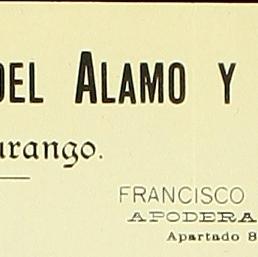 DEL ALAMO Y
urango.
FRANCISCO
APODERA
Apartado 8